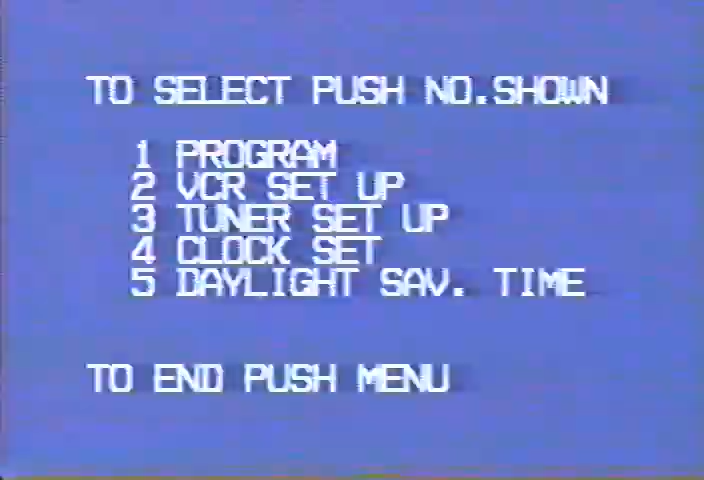 TO SELECT PUSH NO.SHOWN
1 PROGRAM
2 VCR SET UP
3 TUNER SET UP
4 CLOCK SET
5 DAYLIGHT SAV. TIME
TO END PUSH MENU